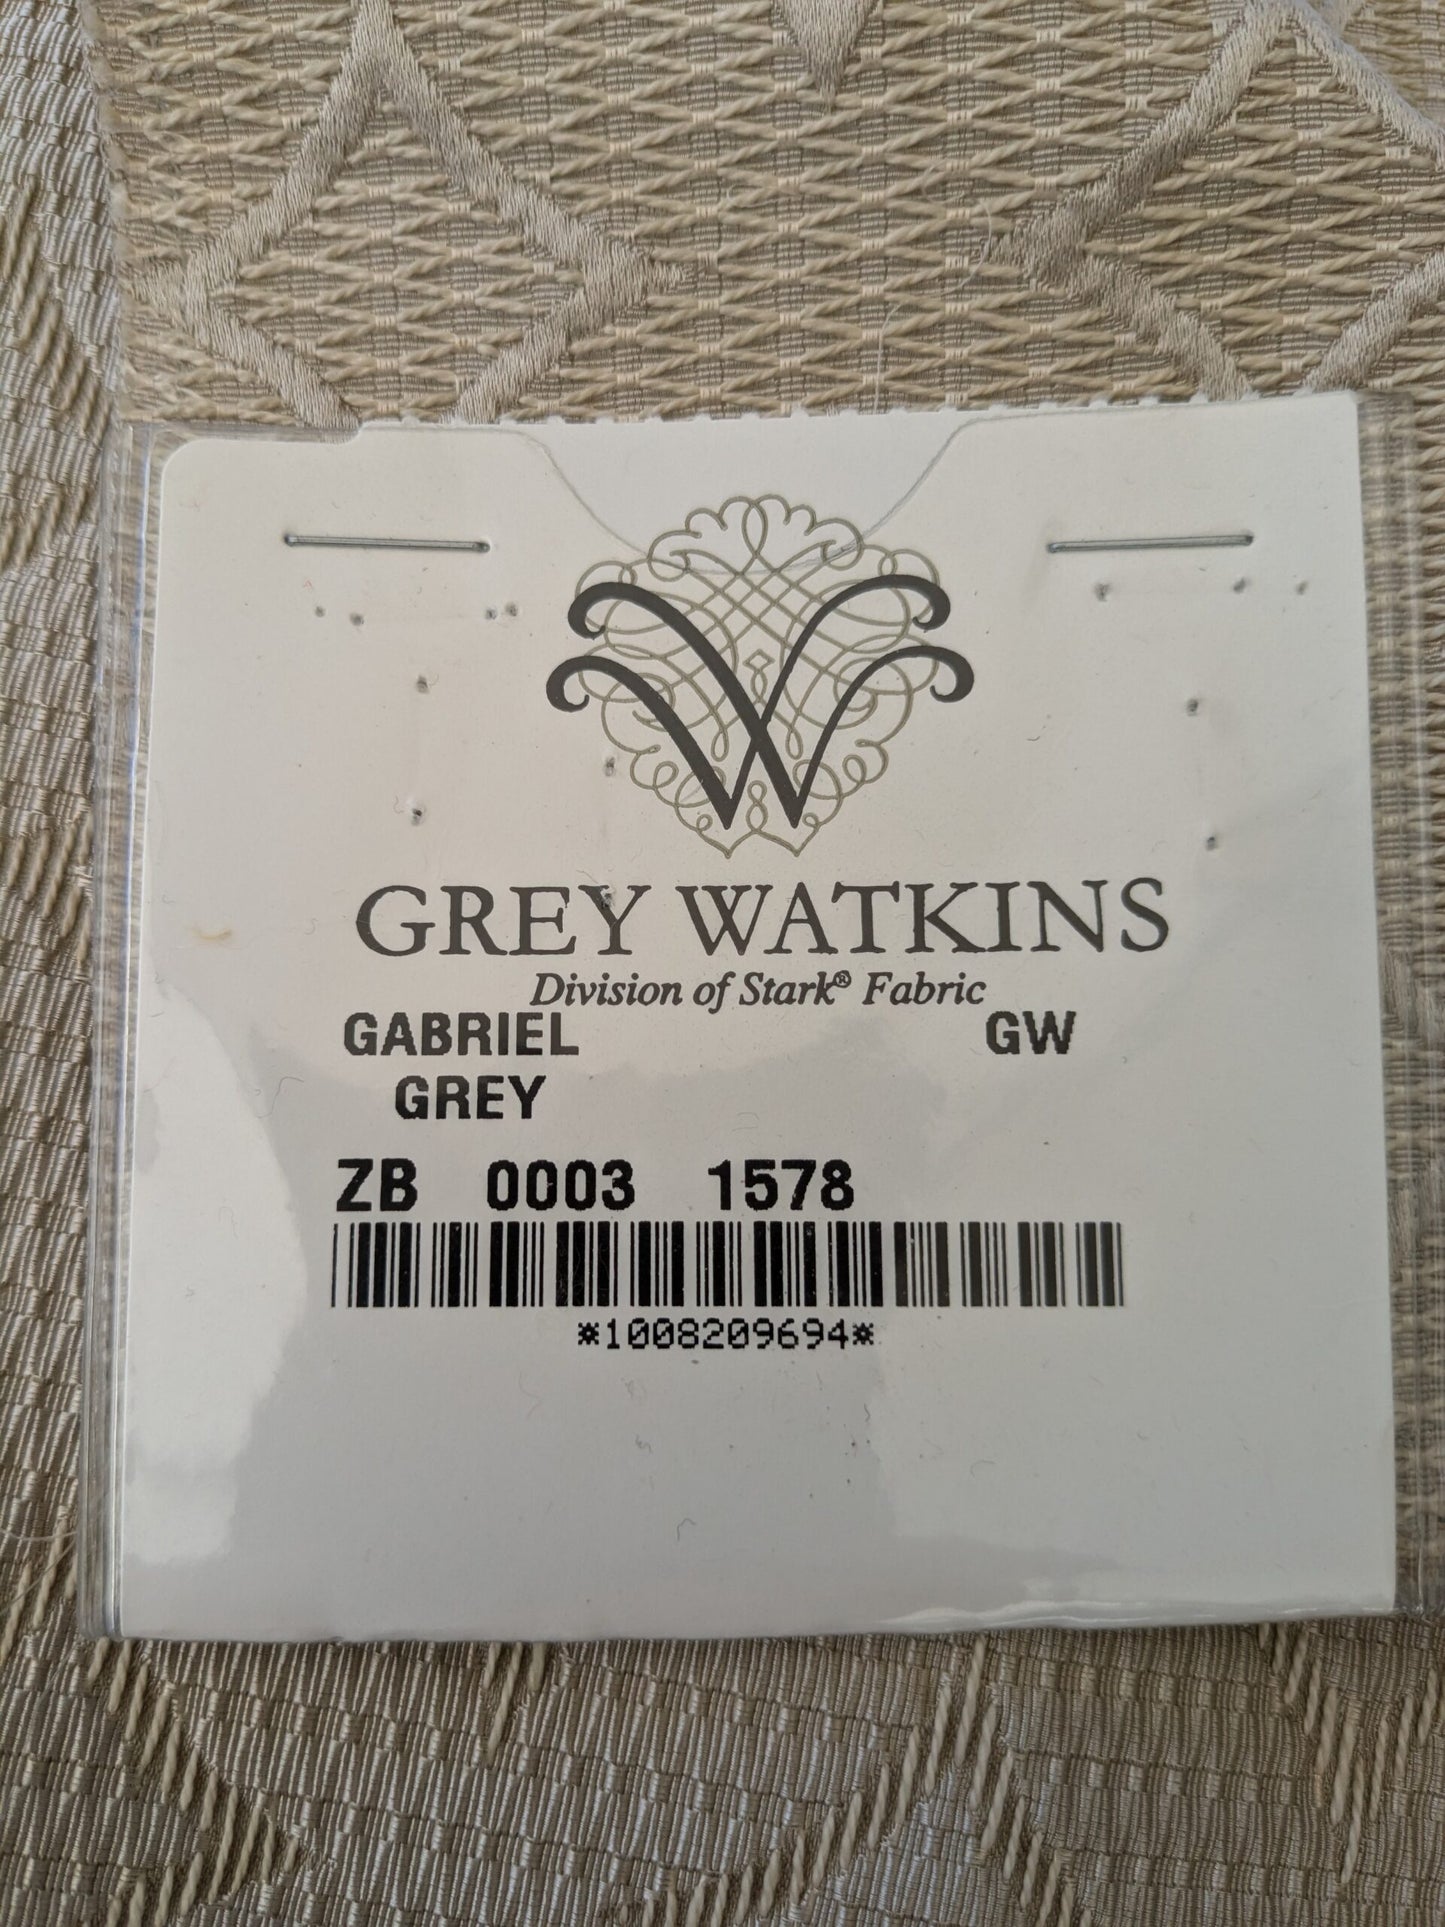 W
GREY WATKINS
Division of Stark® Fabric
GABRIEL GW
GREY
ZB 0003 1578
*1008209694*